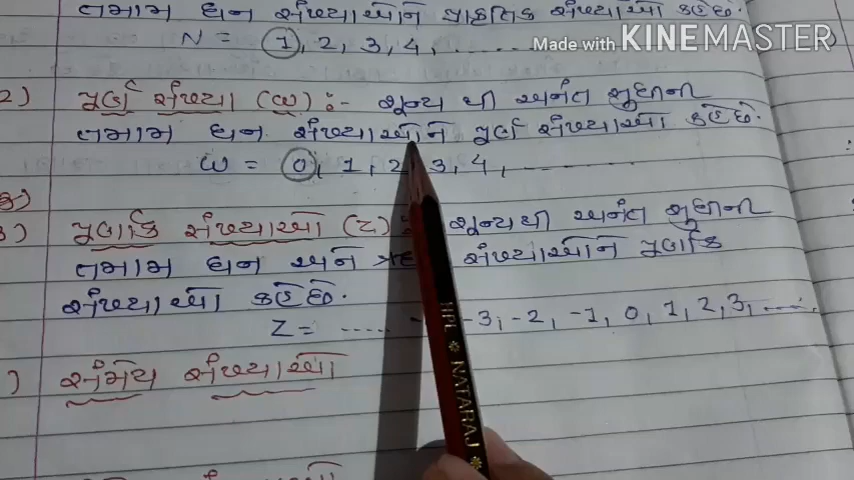 તમામ ધન સંખ્યાઓને પ્રાકૃતિક સંખ્યાઓ કહેછે.
N = 1, 2, 3, 4, ........
Made with KINEMASTER
2) પૂર્ણ સંખ્યા (W) :- શૂન્ય થી અનંત સુધીની
તમામ ધન સંખ્યાઓને પૂર્ણ સંખ્યાઓ કહેછે.
W = 0, 1, 2, 3, 4, ............
3) પૂર્ણાંક સંખ્યાઓ (Z) : શૂન્યથી અનંત સુધીની
તમામ ધન અને સંખ્યાઓને પૂર્ણાંક
સંખ્યાઓ કહેછે.
Z = ..... -3, -2, -1, 0, 1, 2, 3, .....
) સંમેય સંખ્યાઓ
HPL * NATARAJ *